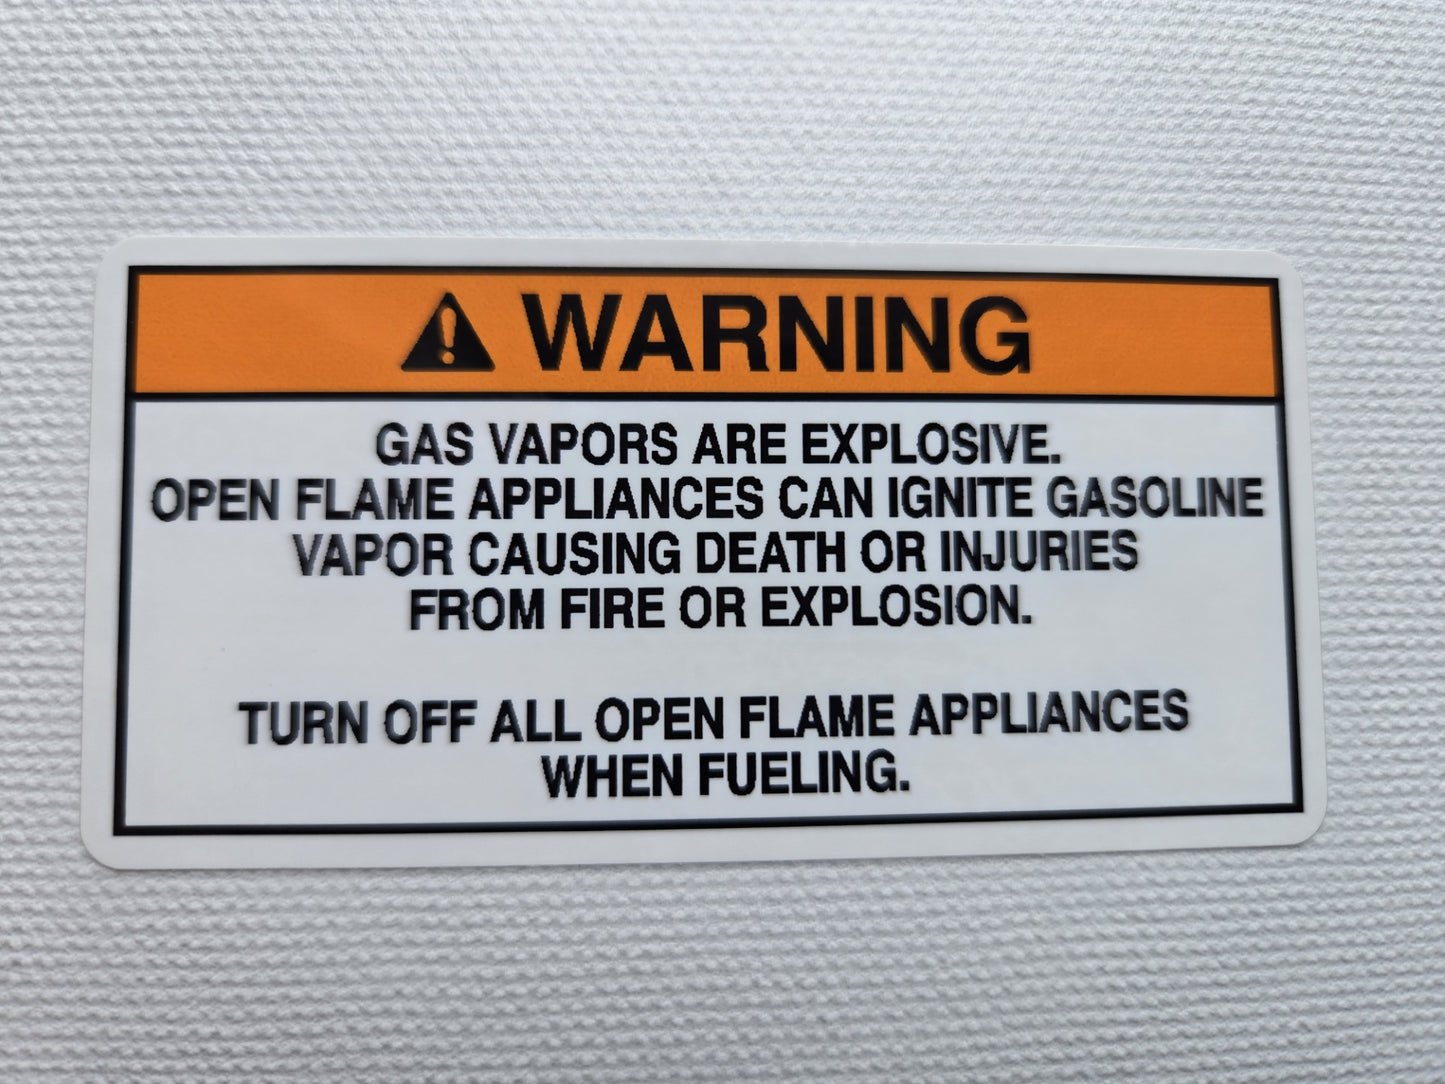 WARNING
GAS VAPORS ARE EXPLOSIVE.
OPEN FLAME APPLIANCES CAN IGNITE GASOLINE
VAPOR CAUSING DEATH OR INJURIES
FROM FIRE OR EXPLOSION.
TURN OFF ALL OPEN FLAME APPLIANCES
WHEN FUELING.